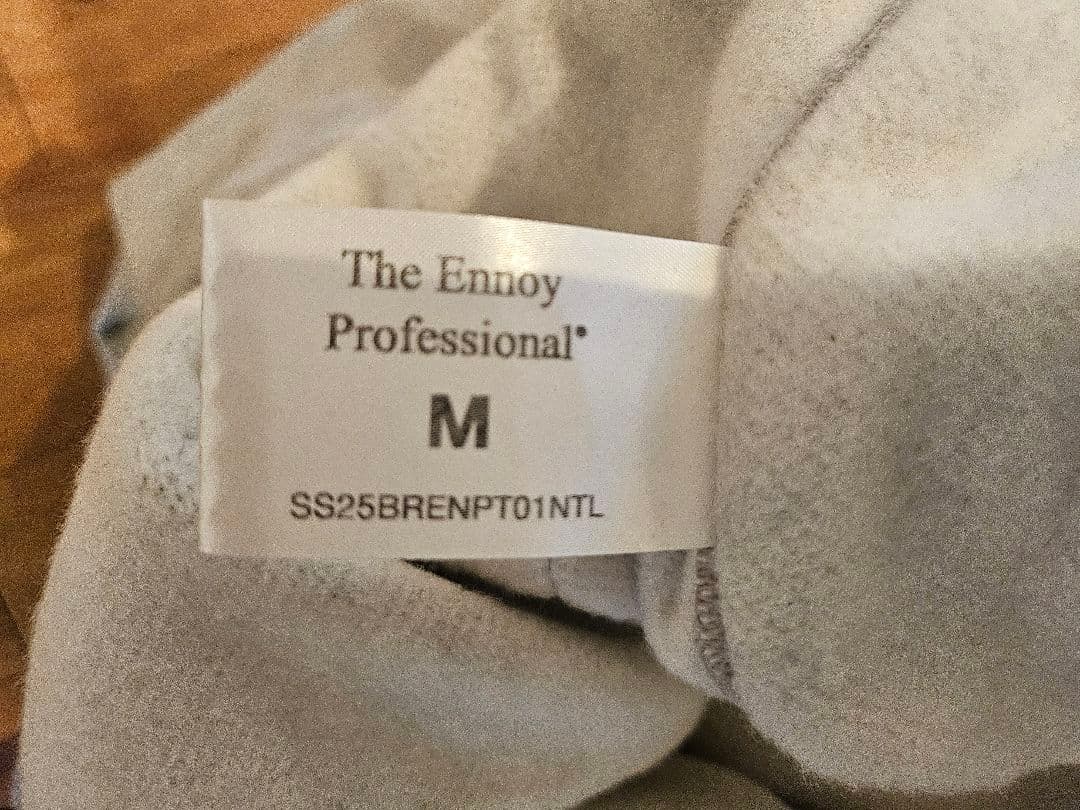 The Ennoy
Professional®
M
SS25BRENPT01NTL